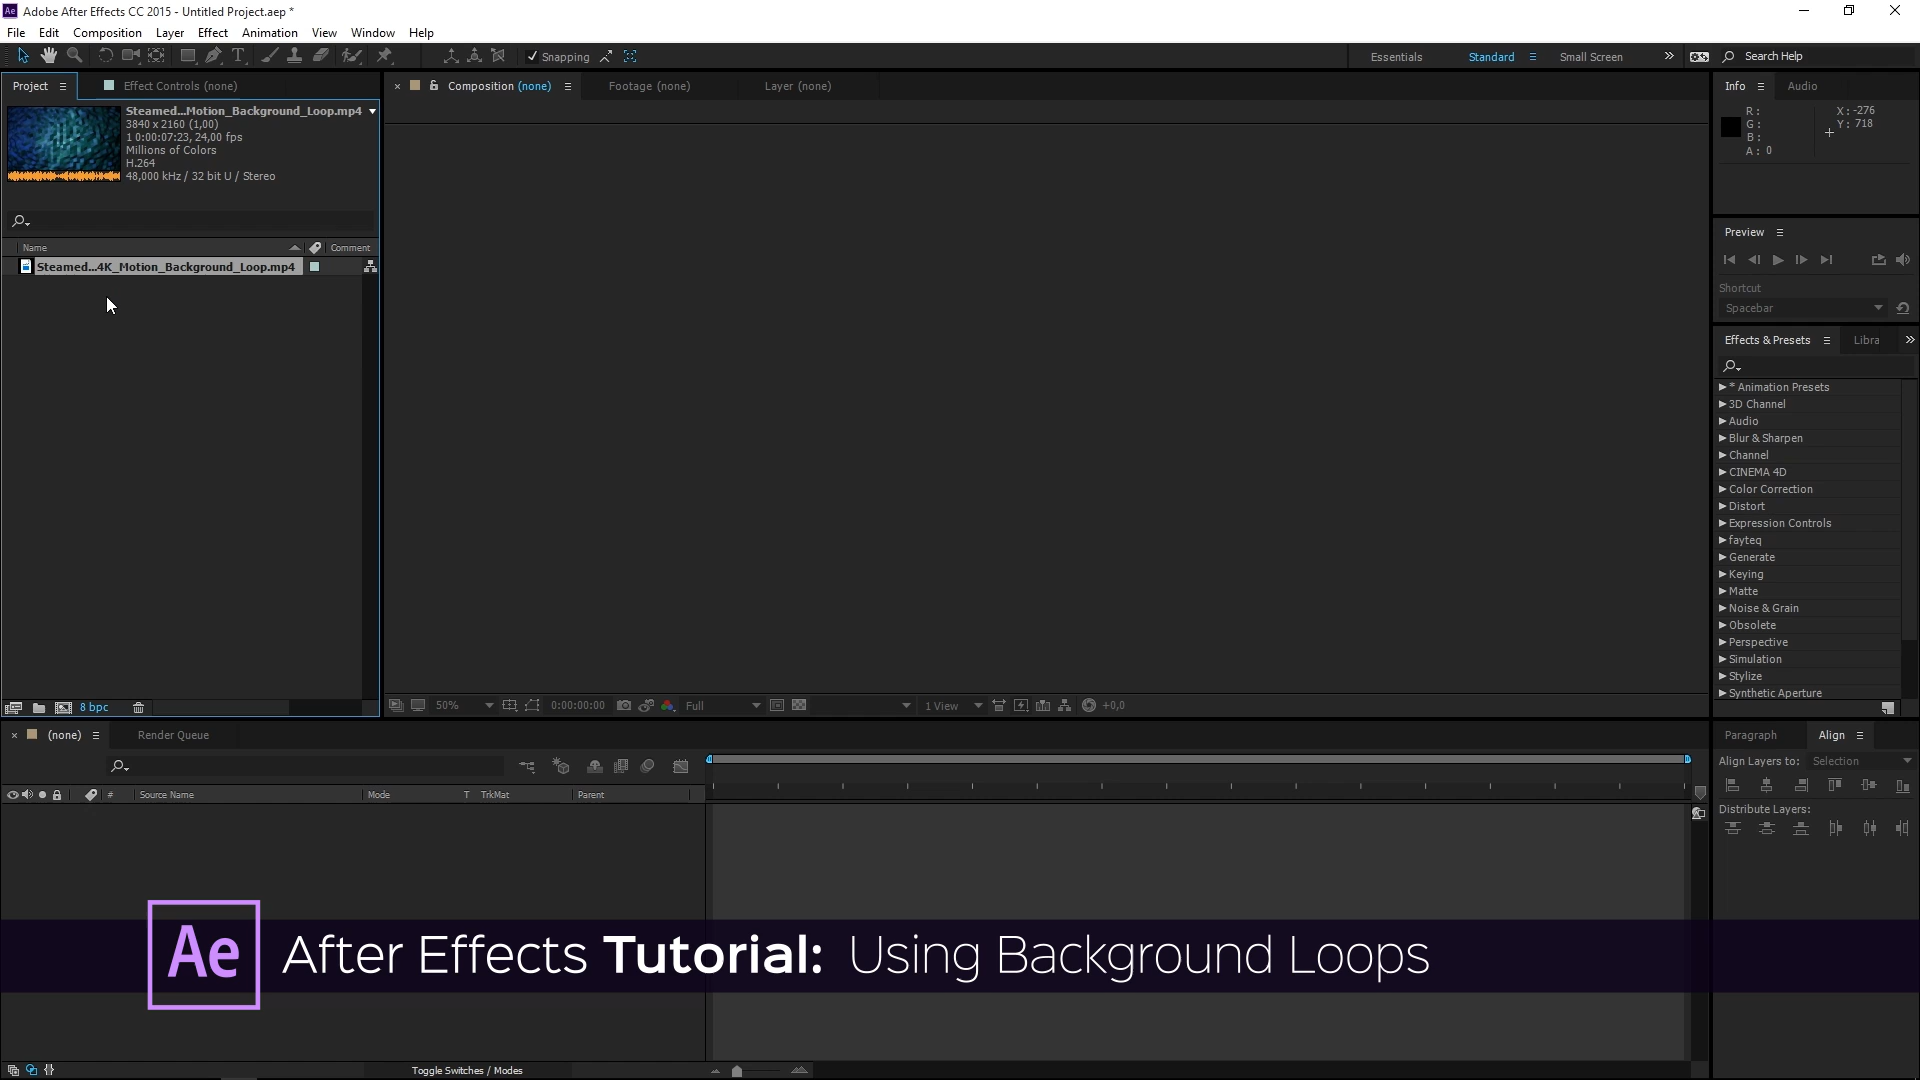 Ae Adobe After Effects CC 2015 - Untitled Project.aep *
File Edit Composition Layer Effect Animation View Window Help
T Snapping Essentials Standard Small Screen » Search Help
Project Effect Controls (none) × Composition (none) Footage (none) Layer (none) Info Audio
Steamed...Motion_Background_Loop.mp4
3840 x 2160 (1,00)
1 0:00:07:23, 24,00 fps
Millions of Colors
H.264
48,000 kHz / 32 bit U / Stereo
R:
G:
B:
A: 0
X: -276
Y: 718
Name Comment
Steamed...4K_Motion_Background_Loop.mp4
Preview
Shortcut
Spacebar
Effects & Presets Libra »
* Animation Presets
3D Channel
Audio
Blur & Sharpen
Channel
CINEMA 4D
Color Correction
Distort
Expression Controls
fayteq
Generate
Keying
Matte
Noise & Grain
Obsolete
Perspective
Simulation
Stylize
Synthetic Aperture
8 bpc 50% 0:00:00:00 Full 1 View +0,0
× (none) Render Queue
# Source Name Mode T TrkMat Parent
Paragraph Align
Align Layers to: Selection
Distribute Layers:
Ae After Effects Tutorial: Using Background Loops
Toggle Switches / Modes